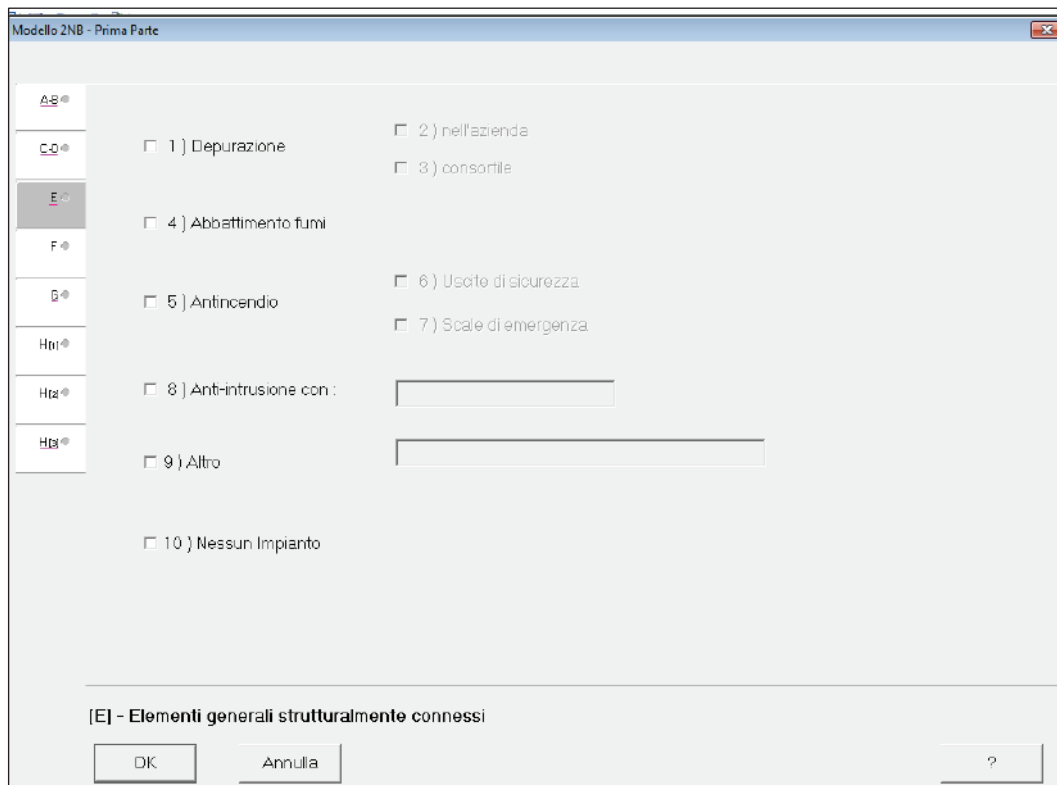 Modello 2NB - Prima Parte
A-B
C-D
E
F
G
H[1]
H[2]
H[3]
1 ) Depurazione
2 ) nell'azienda
3 ) consortile
4 ) Abbattimento fumi
5 ) Antincendio
6 ) Uscite di sicurezza
7 ) Scale di emergenza
8 ) Anti-intrusione con :
9 ) Altro
10 ) Nessun Impianto
[E] - Elementi generali strutturalmente connessi
OK
Annulla
?